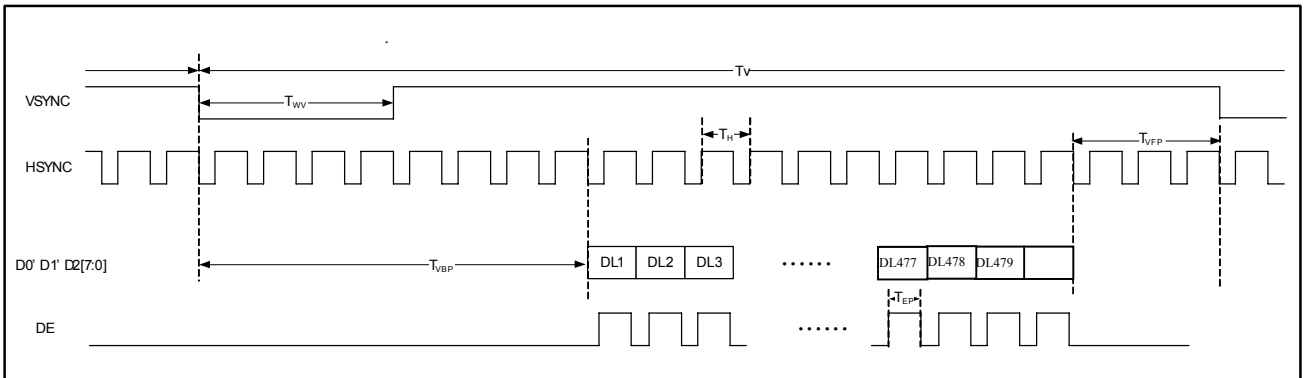 Tv
VSYNC
TWV
TH
TVFP
HSYNC
D0' D1' D2[7:0]
TVBP
DL1 DL2 DL3 ...... DL477 DL478 DL479
TEP
DE
......